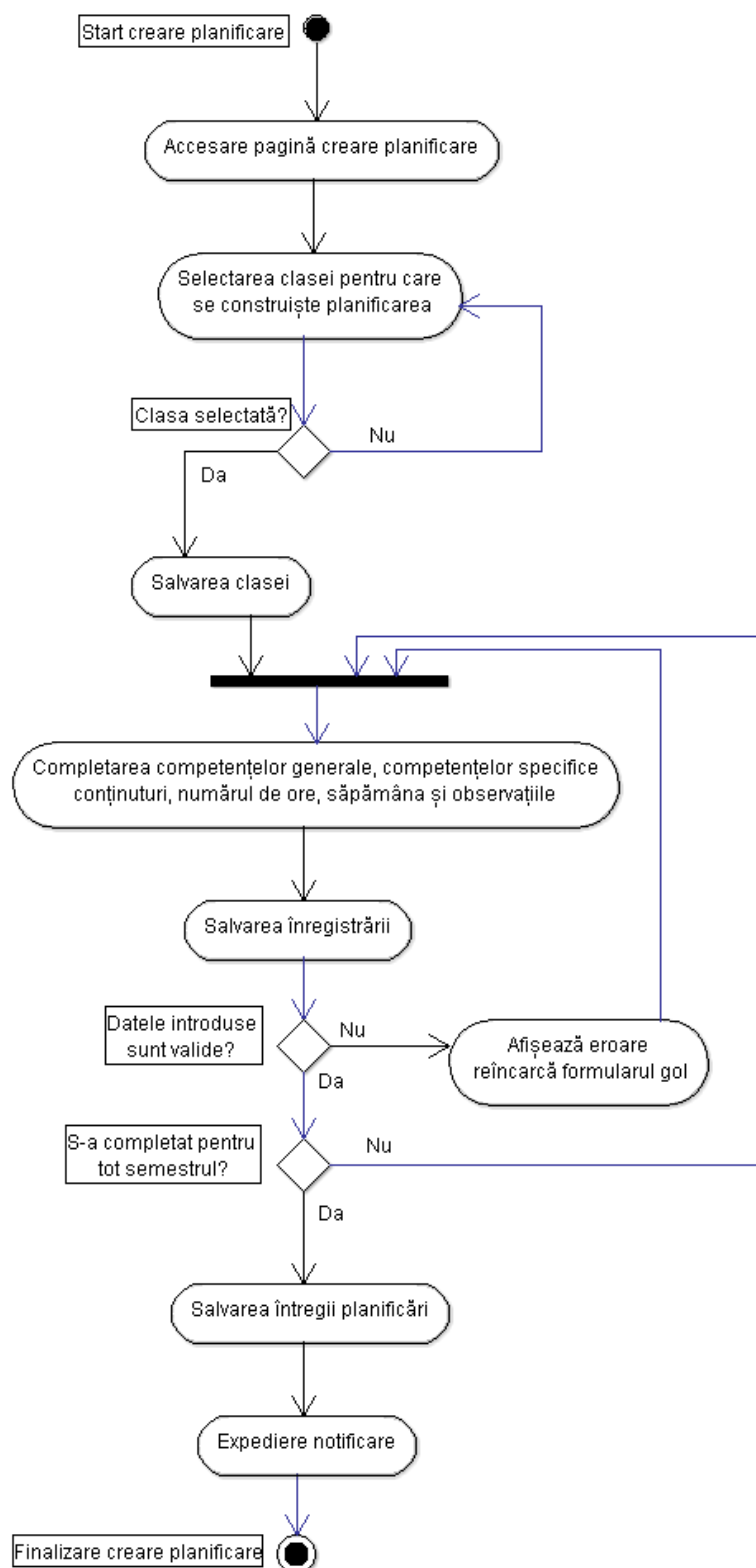 Start creare planificare
Accesare pagină creare planificare
Selectarea clasei pentru care
se construiște planificarea
Clasa selectată?
Nu
Da
Salvarea clasei
Completarea competențelor generale, competențelor specifice
conținuturi, numărul de ore, săpămâna și observațiile
Salvarea înregistrării
Datele introduse
sunt valide?
Nu
Da
Afișează eroare
reîncarcă formularul gol
S-a completat pentru
tot semestrul?
Nu
Da
Salvarea întregii planificări
Expediere notificare
Finalizare creare planificare